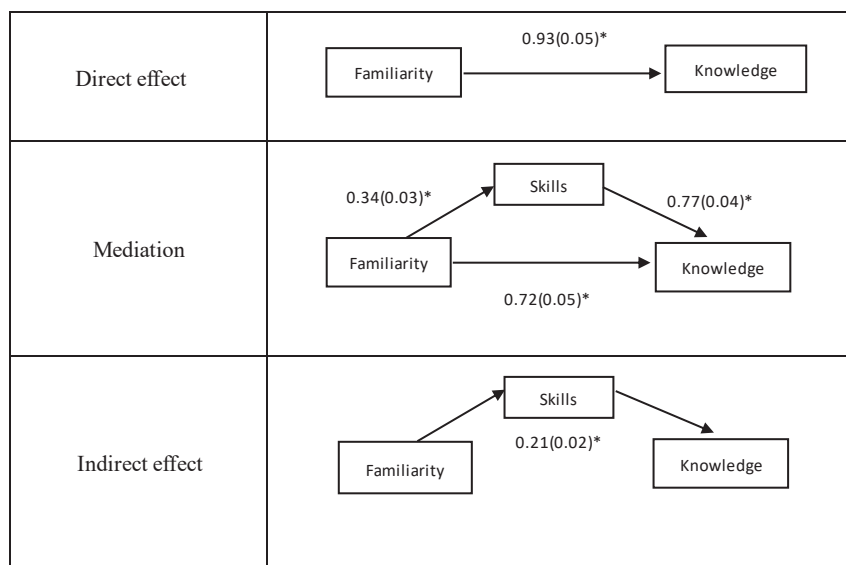 Direct effect
0.93(0.05)*
Familiarity
Knowledge
Mediation
Skills
0.34(0.03)*
0.77(0.04)*
Familiarity
Knowledge
0.72(0.05)*
Indirect effect
Skills
0.21(0.02)*
Familiarity
Knowledge